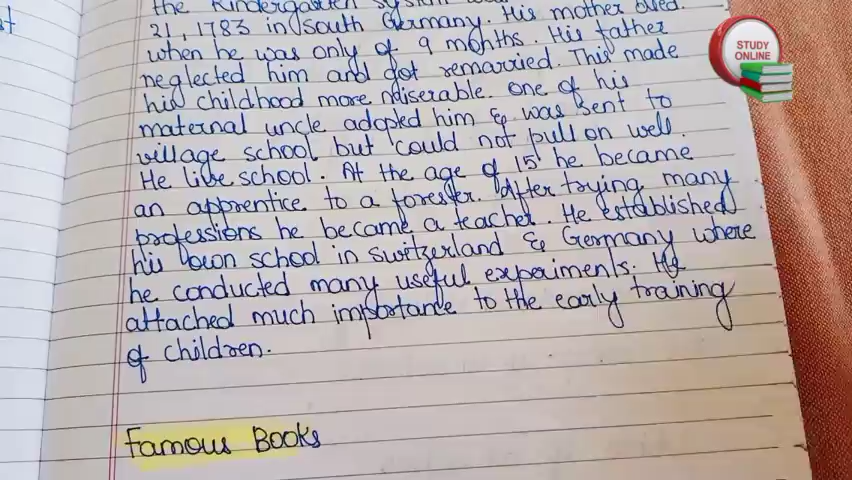 the Kindergarten system
21, 1783 in South Germany. His mother died
when he was only of 9 months. His father
neglected him and got remarried. This made
his childhood more miserable. One of his
maternal uncle adopted him & was sent to
village school but could not pull on well.
He live school. At the age of 15 he became
an apprentice to a forester. After trying many
professions he became a teacher. He established
his own school in Switzerland & Germany where
he conducted many useful experiments. He
attached much importance to the early training
of children.
Famous Books
STUDY
ONLINE